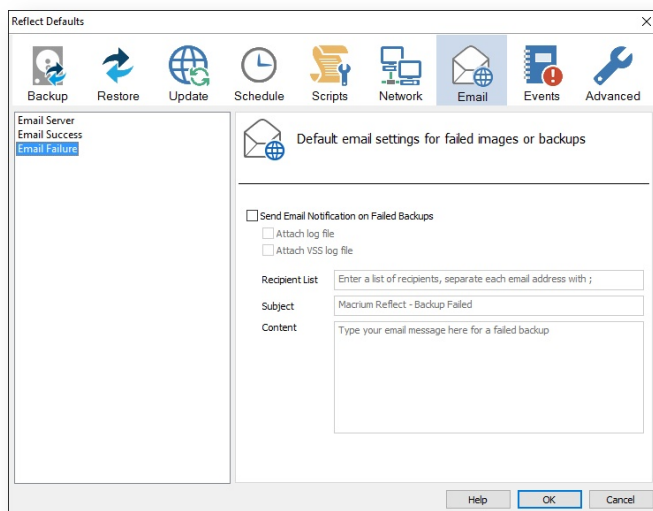 Reflect Defaults
Backup Restore Update Schedule Scripts Network Email Events Advanced
Email Server
Email Success
Email Failure
Default email settings for failed images or backups
Send Email Notification on Failed Backups
Attach log file
Attach VSS log file
Recipient List Enter a list of recipients, separate each email address with ;
Subject Macrium Reflect - Backup Failed
Content Type your email message here for a failed backup
Help OK Cancel